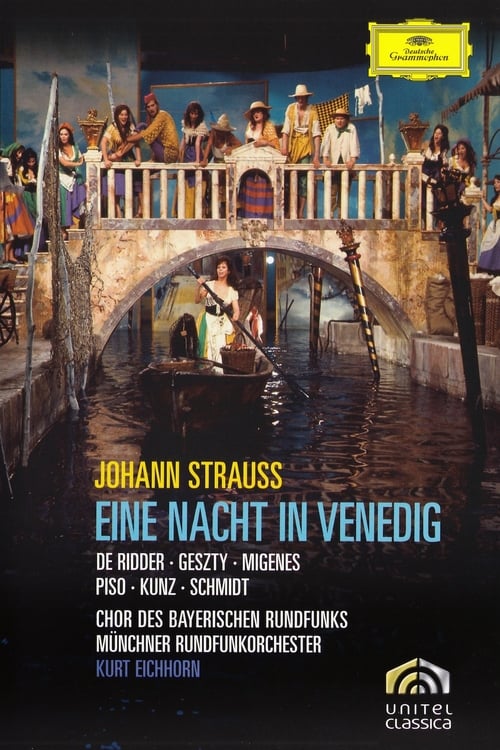 Deutsche
Grammophon
JOHANN STRAUSS
EINE NACHT IN VENEDIG
DE RIDDER · GESZTY · MIGENES
PISO · KUNZ · SCHMIDT
CHOR DES BAYERISCHEN RUNDFUNKS
MÜNCHNER RUNDFUNKORCHESTER
KURT EICHHORN
UNITEL
CLASSICA